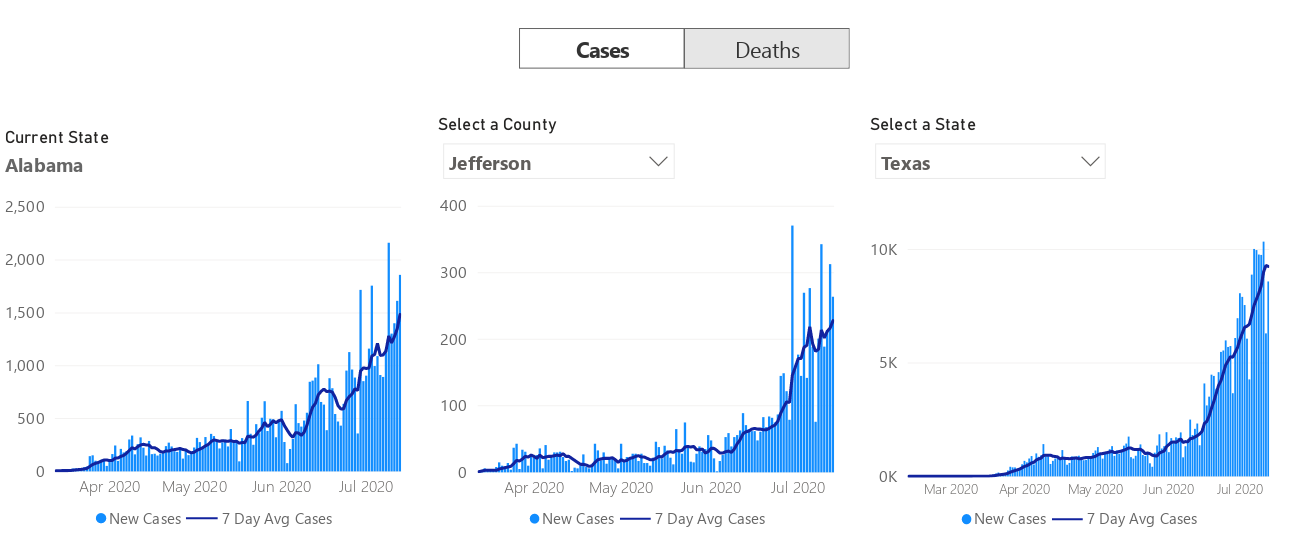 Cases
Deaths
Current State
Alabama
2,500
2,000
1,500
1,000
500
0
Apr 2020 May 2020 Jun 2020 Jul 2020
New Cases 7 Day Avg Cases
Select a County
Jefferson
400
300
200
100
0
Apr 2020 May 2020 Jun 2020 Jul 2020
New Cases 7 Day Avg Cases
Select a State
Texas
10K
5K
0K
Mar 2020 Apr 2020 May 2020 Jun 2020 Jul 2020
New Cases 7 Day Avg Cases